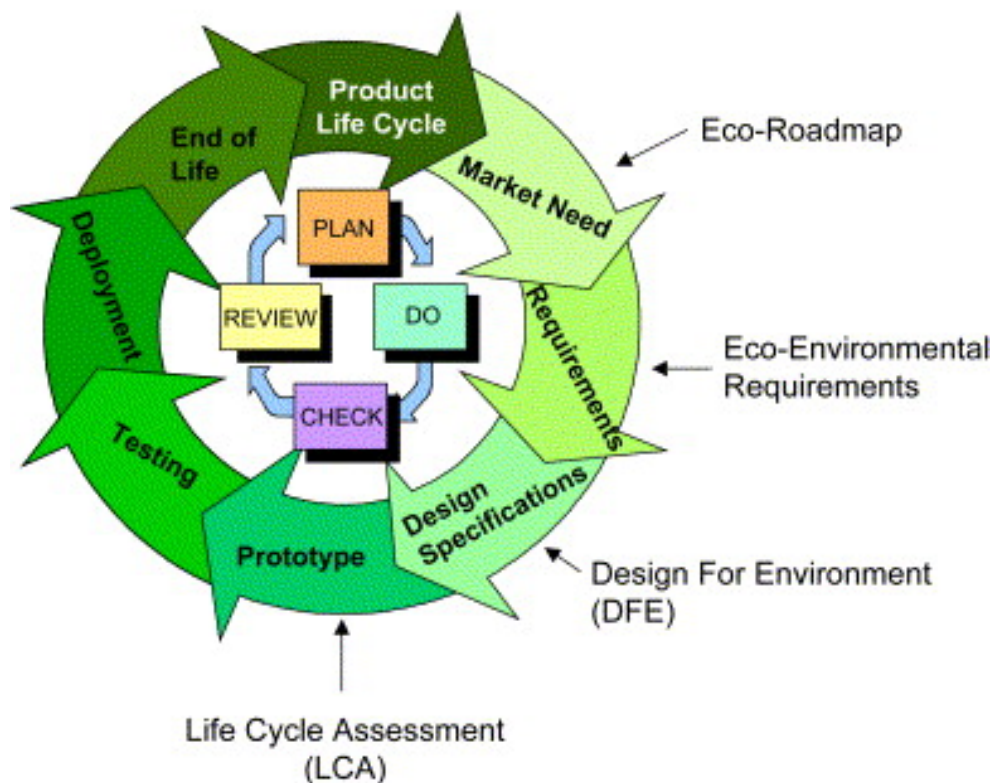 Product
Life Cycle
Market Need
Requirements
Design
Specifications
Prototype
Testing
Deployment
End of
Life
PLAN
DO
CHECK
REVIEW
Eco-Roadmap
Eco-Environmental
Requirements
Design For Environment
(DFE)
Life Cycle Assessment
(LCA)